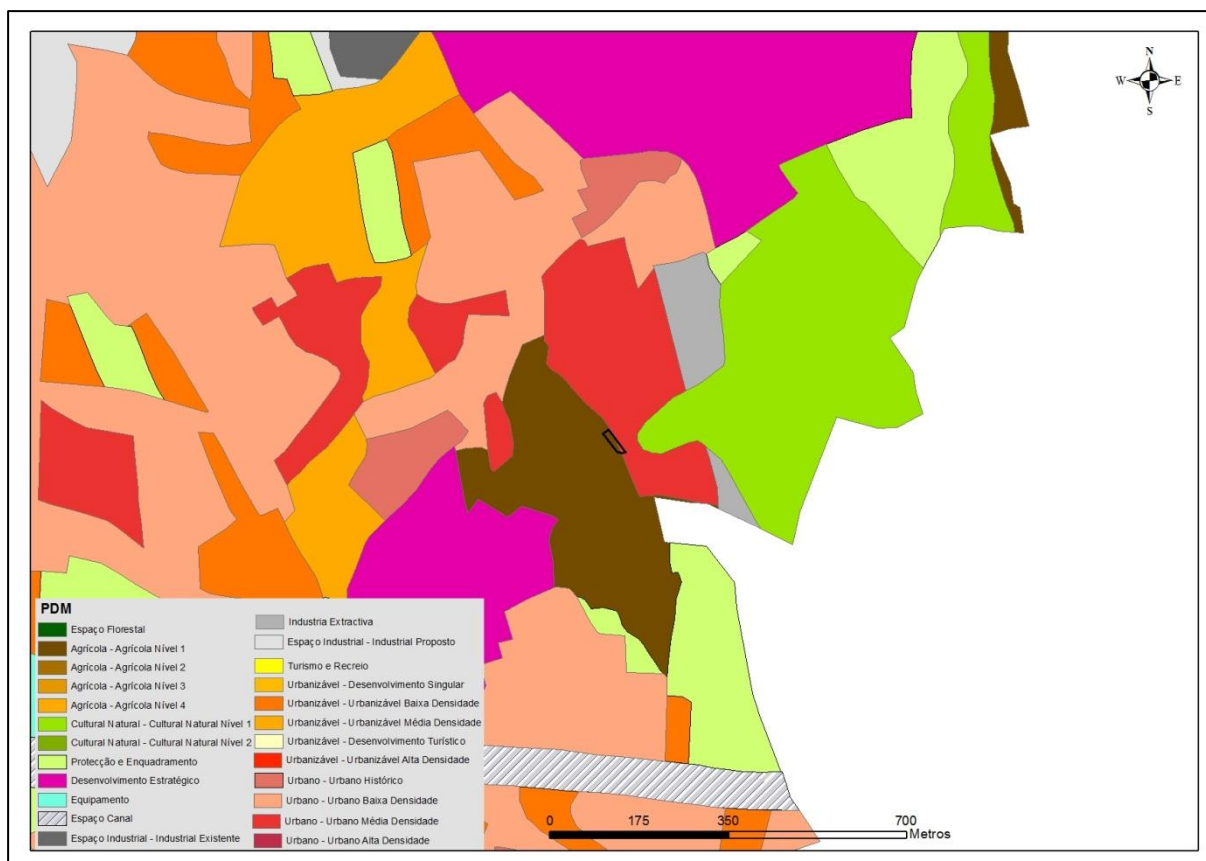 N
W E
S
PDM
Espaço Florestal
Agrícola - Agrícola Nível 1
Agrícola - Agrícola Nível 2
Agrícola - Agrícola Nível 3
Agrícola - Agrícola Nível 4
Cultural Natural - Cultural Natural Nível 1
Cultural Natural - Cultural Natural Nível 2
Protecção e Enquadramento
Desenvolvimento Estratégico
Equipamento
Espaço Canal
Espaço Industrial - Industrial Existente
Industria Extractiva
Espaço Industrial - Industrial Proposto
Turismo e Recreio
Urbanizável - Desenvolvimento Singular
Urbanizável - Urbanizável Baixa Densidade
Urbanizável - Urbanizável Média Densidade
Urbanizável - Desenvolvimento Turístico
Urbanizável - Urbanizável Alta Densidade
Urbano - Urbano Histórico
Urbano - Urbano Baixa Densidade
Urbano - Urbano Média Densidade
Urbano - Urbano Alta Densidade
0 175 350 700
Metros